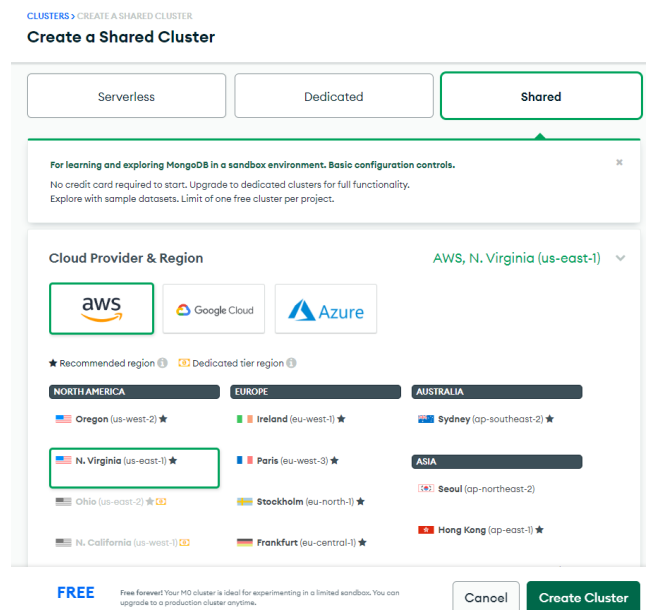 CLUSTERS > CREATE A SHARED CLUSTER
Create a Shared Cluster
Serverless
Dedicated
Shared
For learning and exploring MongoDB in a sandbox environment. Basic configuration controls.
No credit card required to start. Upgrade to dedicated clusters for full functionality.
Explore with sample datasets. Limit of one free cluster per project.
Cloud Provider & Region
AWS, N. Virginia (us-east-1)
aws
Google Cloud
Azure
★ Recommended region
Dedicated tier region
NORTH AMERICA
Oregon (us-west-2) ★
N. Virginia (us-east-1) ★
Ohio (us-east-2) ★
N. California (us-west-1)
EUROPE
Ireland (eu-west-1) ★
Paris (eu-west-3) ★
Stockholm (eu-north-1) ★
Frankfurt (eu-central-1) ★
AUSTRALIA
Sydney (ap-southeast-2) ★
ASIA
Seoul (ap-northeast-2)
Hong Kong (ap-east-1) ★
FREE
Free forever! Your M0 cluster is ideal for experimenting in a limited sandbox. You can
upgrade to a production cluster anytime.
Cancel
Create Cluster